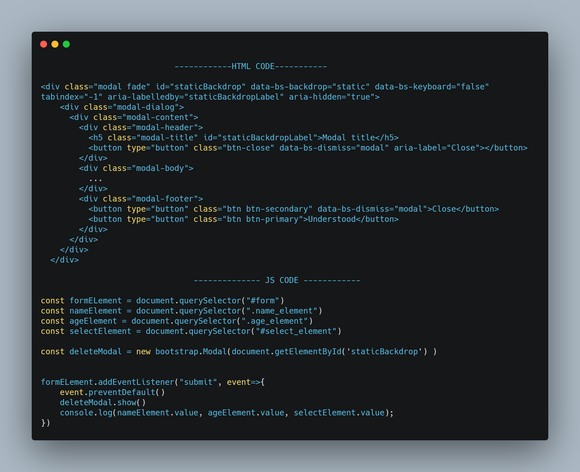 ------------HTML CODE-----------
<div class="modal fade" id="staticBackdrop" data-bs-backdrop="static" data-bs-keyboard="false"
tabindex="-1" aria-labelledby="staticBackdropLabel" aria-hidden="true">
<div class="modal-dialog">
<div class="modal-content">
<div class="modal-header">
<h5 class="modal-title" id="staticBackdropLabel">Modal title</h5>
<button type="button" class="btn-close" data-bs-dismiss="modal" aria-label="Close"></button>
</div>
<div class="modal-body">
...
</div>
<div class="modal-footer">
<button type="button" class="btn btn-secondary" data-bs-dismiss="modal">Close</button>
<button type="button" class="btn btn-primary">Understood</button>
</div>
</div>
</div>
</div>
-------------- JS CODE ------------
const formELement = document.querySelector("#form")
const nameElement = document.querySelector(".name_element")
const ageElement = document.querySelector(".age_element")
const selectElement = document.querySelector("#select_element")
const deleteModal = new bootstrap.Modal(document.getElementById('staticBackdrop') )
formELement.addEventListener("submit", event=>{
event.preventDefault()
deleteModal.show()
console.log(nameElement.value, ageElement.value, selectElement.value);
})